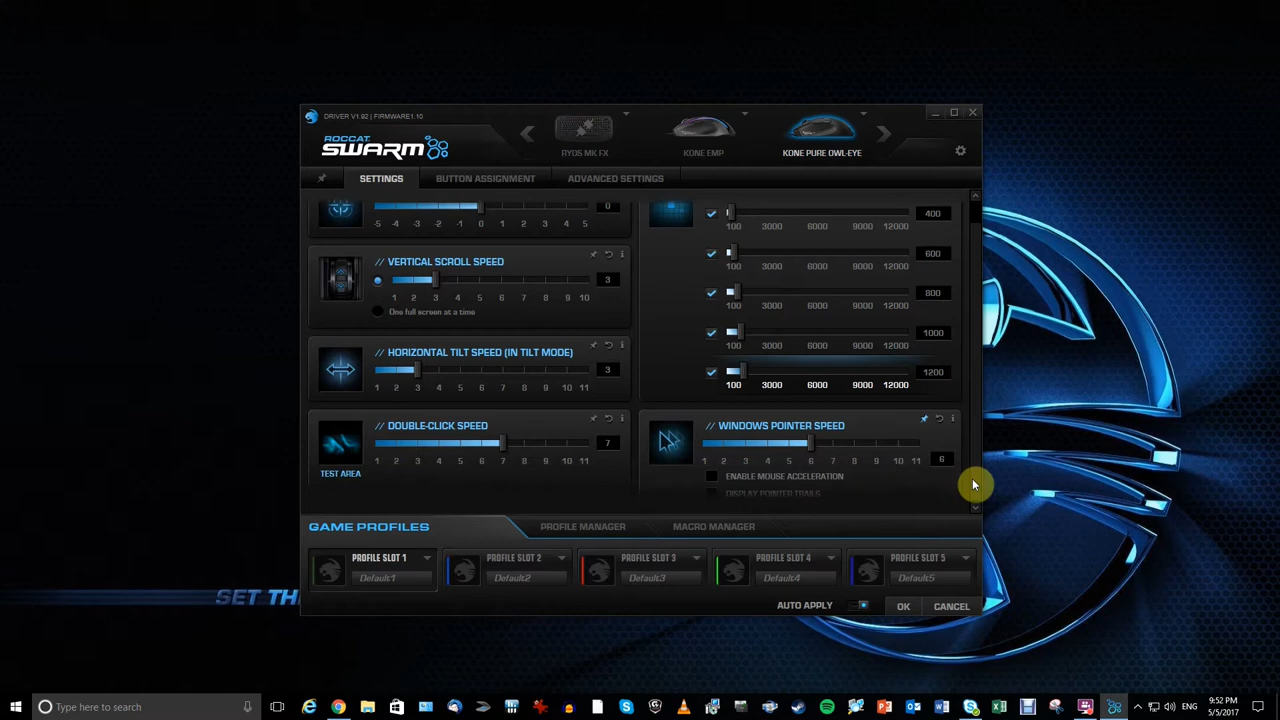 DRIVER V1.92 | FIRMWARE1.10
ROCCAT
SWARM
RYOS MK FX
KONE EMP
KONE PURE OWL-EYE
SETTINGS
BUTTON ASSIGNMENT
ADVANCED SETTINGS
0
-5 -4 -3 -2 -1 0 1 2 3 4 5
// VERTICAL SCROLL SPEED
3
1 2 3 4 5 6 7 8 9 10
One full screen at a time
// HORIZONTAL TILT SPEED (IN TILT MODE)
3
1 2 3 4 5 6 7 8 9 10 11
// DOUBLE-CLICK SPEED
7
1 2 3 4 5 6 7 8 9 10 11
TEST AREA
400
100 3000 6000 9000 12000
600
100 3000 6000 9000 12000
800
100 3000 6000 9000 12000
1000
100 3000 6000 9000 12000
1200
100 3000 6000 9000 12000
// WINDOWS POINTER SPEED
1 2 3 4 5 6 7 8 9 10 11
6
ENABLE MOUSE ACCELERATION
DISPLAY POINTER TRAILS
GAME PROFILES
PROFILE MANAGER
MACRO MANAGER
PROFILE SLOT 1
Default1
PROFILE SLOT 2
Default2
PROFILE SLOT 3
Default3
PROFILE SLOT 4
Default4
PROFILE SLOT 5
Default5
AUTO APPLY
OK
CANCEL
SET TH
Type here to search
ENG
9:52 PM
5/5/2017